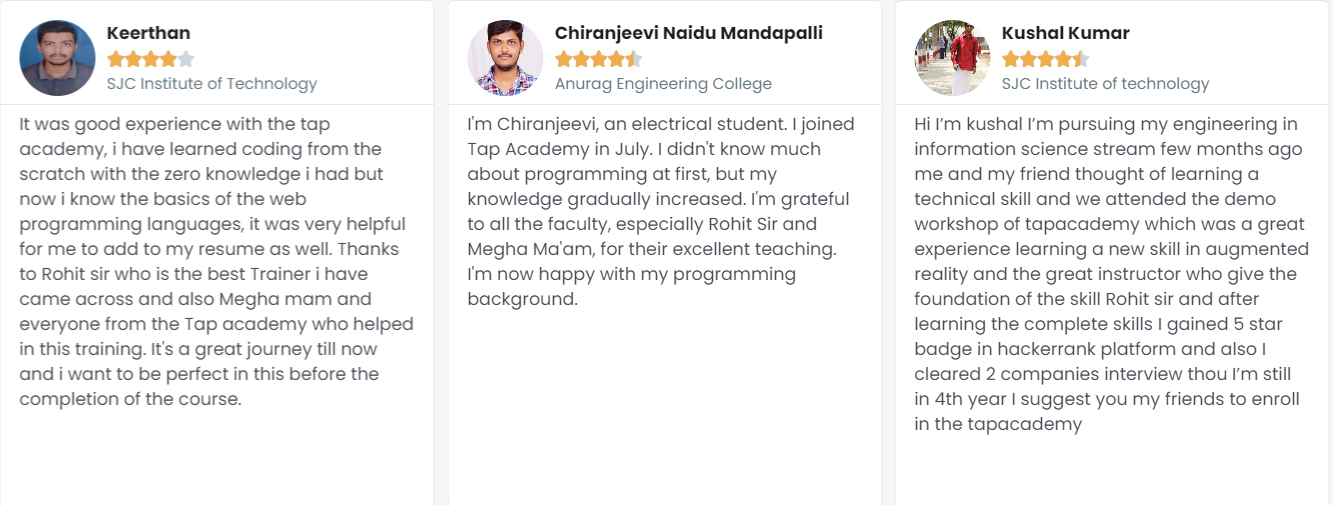 Keerthan
SJC Institute of Technology
It was good experience with the tap
academy, i have learned coding from the
scratch with the zero knowledge i had but
now i know the basics of the web
programming languages, it was very helpful
for me to add to my resume as well. Thanks
to Rohit sir who is the best Trainer i have
came across and also Megha mam and
everyone from the Tap academy who helped
in this training. It's a great journey till now
and i want to be perfect in this before the
completion of the course.
Chiranjeevi Naidu Mandapalli
Anurag Engineering College
I'm Chiranjeevi, an electrical student. I joined
Tap Academy in July. I didn't know much
about programming at first, but my
knowledge gradually increased. I'm grateful
to all the faculty, especially Rohit Sir and
Megha Ma'am, for their excellent teaching.
I'm now happy with my programming
background.
Kushal Kumar
SJC Institute of technology
Hi I’m kushal I’m pursuing my engineering in
information science stream few months ago
me and my friend thought of learning a
technical skill and we attended the demo
workshop of tapacademy which was a great
experience learning a new skill in augmented
reality and the great instructor who give the
foundation of the skill Rohit sir and after
learning the complete skills I gained 5 star
badge in hackerrank platform and also I
cleared 2 companies interview thou I’m still
in 4th year I suggest you my friends to enroll
in the tapacademy